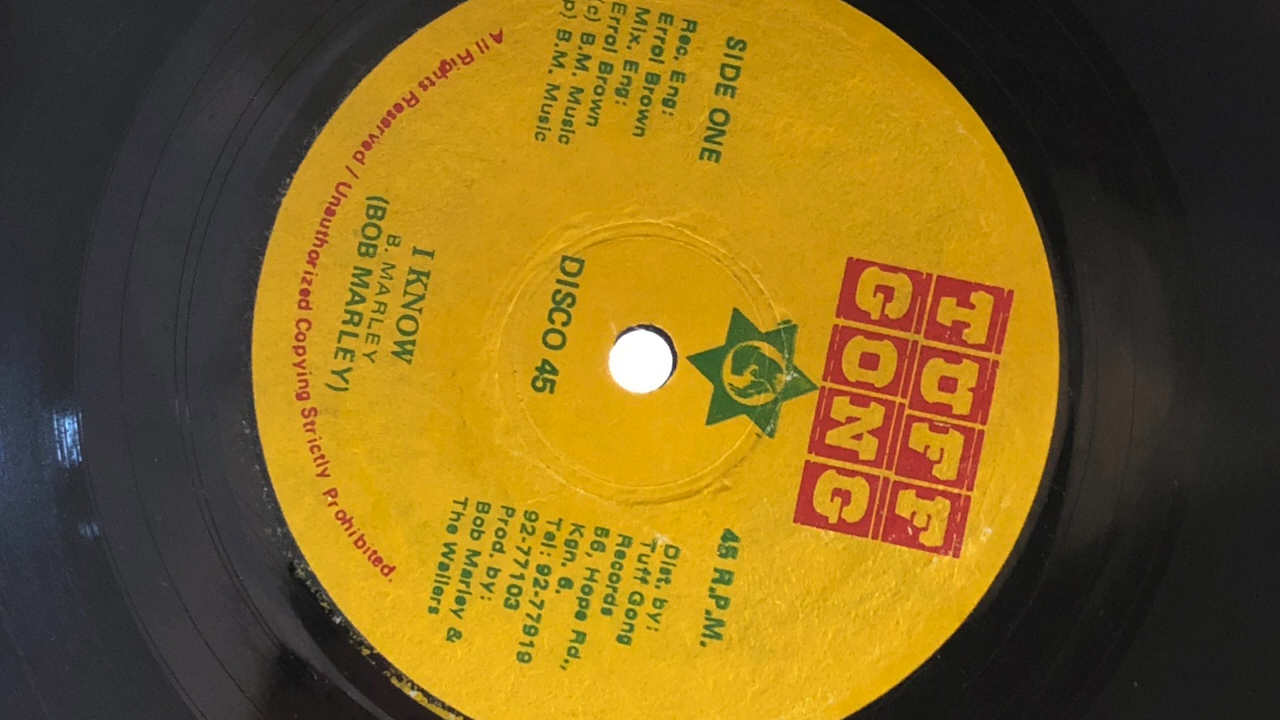 TUFF
GONG
SIDE ONE
Rec. Eng:
Errol Brown
Mix. Eng:
Errol Brown
(c) B.M. Music
(p) B.M. Music
45 R.P.M.
Dist. by:
Tuff Gong
Records
56, Hope Rd.,
Kgn. 6.
Tel: 92-77919
92-77103
Prod. by:
Bob Marley &
The Wailers
DISCO 45
I KNOW
B. MARLEY
(BOB MARLEY)
All Rights Reserved / Unauthorized Copying Strictly Prohibited.